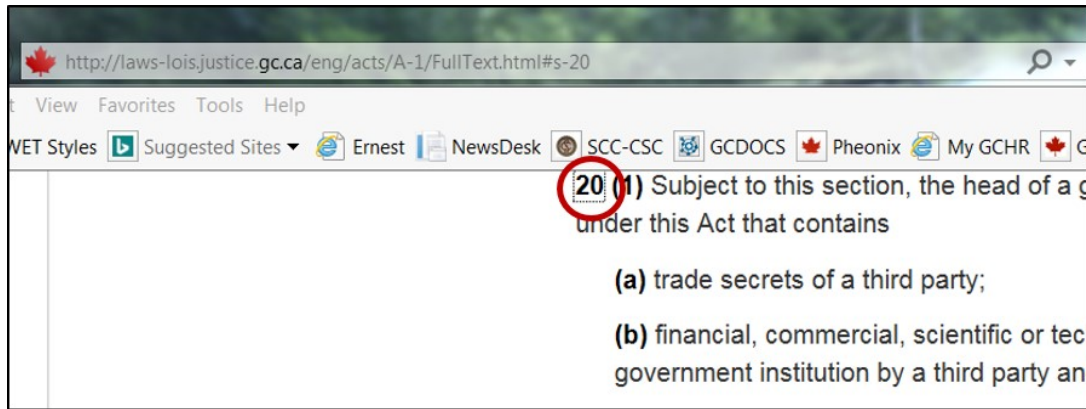 http://laws-lois.justice.gc.ca/eng/acts/A-1/FullText.html#s-20
View Favorites Tools Help
WET Styles Suggested Sites Ernest NewsDesk SCC-CSC GCDOCS Pheonix My GCHR
20 (1) Subject to this section, the head of a
under this Act that contains
(a) trade secrets of a third party;
(b) financial, commercial, scientific or tec
government institution by a third party an